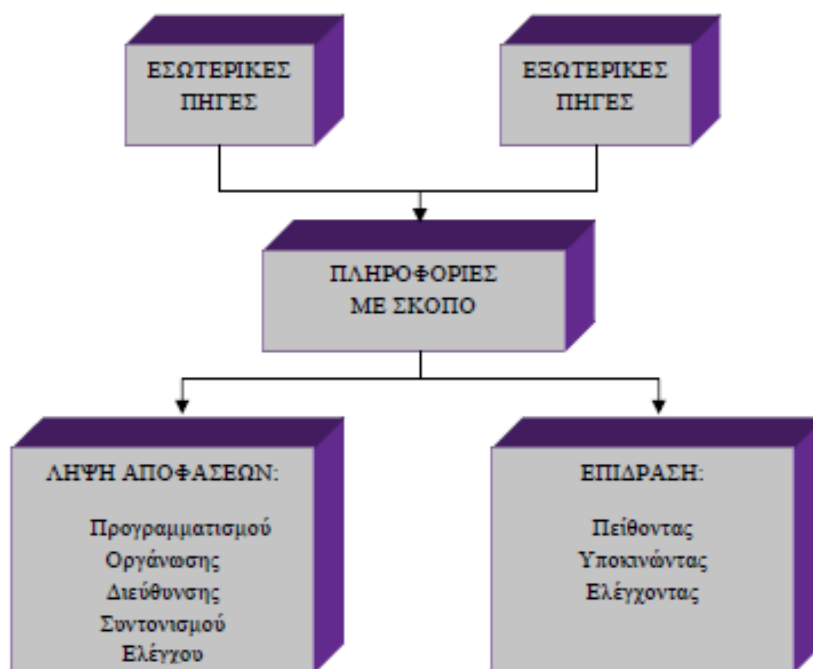 ΕΣΩΤΕΡΙΚΕΣ
ΠΗΓΕΣ
ΕΞΩΤΕΡΙΚΕΣ
ΠΗΓΕΣ
ΠΛΗΡΟΦΟΡΙΕΣ
ΜΕ ΣΚΟΠΟ
ΛΗΨΗ ΑΠΟΦΑΣΕΩΝ:
Προγραμματισμού
Οργάνωσης
Διεύθυνσης
Συντονισμού
Ελέγχου
ΕΠΙΔΡΑΣΗ:
Πείθοντας
Υποκινώντας
Ελέγχοντας